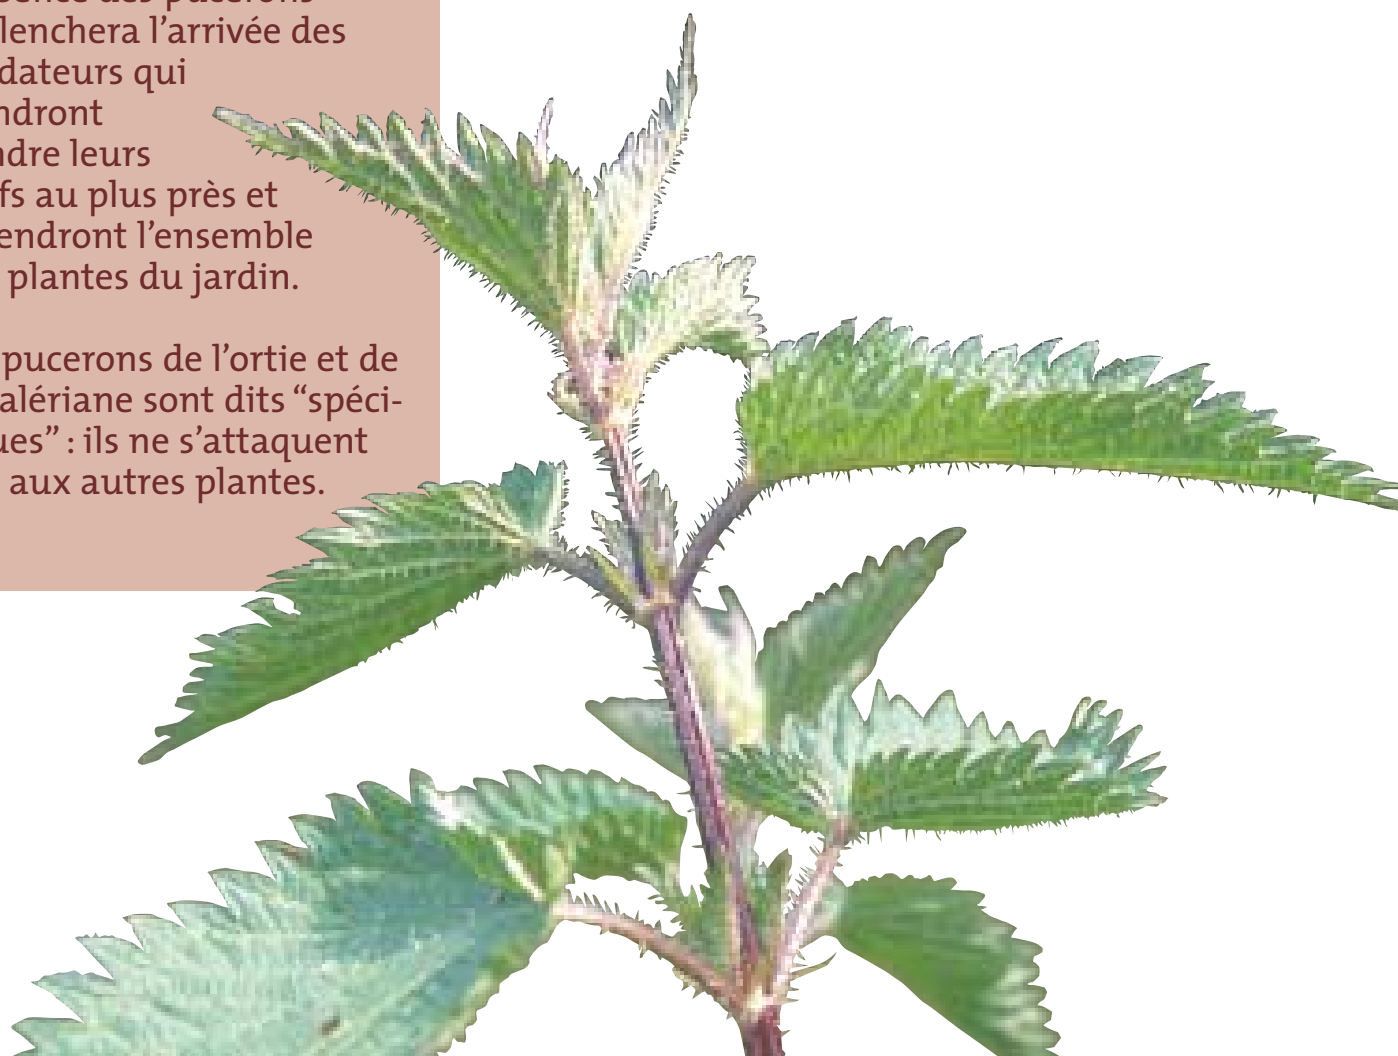 lenchera l’arrivée des
dateurs qui
ndront
ndre leurs
fs au plus près et
endront l’ensemble
plantes du jardin.
pucerons de l’ortie et de
alériane sont dits “spéci-
ues” : ils ne s’attaquent
aux autres plantes.